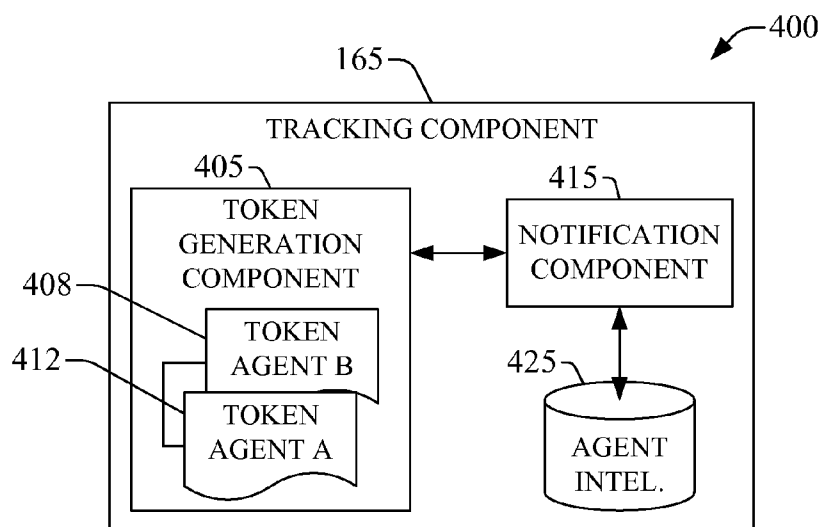 400
165
TRACKING COMPONENT
405
TOKEN
GENERATION
COMPONENT
415
NOTIFICATION
COMPONENT
408
TOKEN
AGENT B
412
TOKEN
AGENT A
425
AGENT
INTEL.